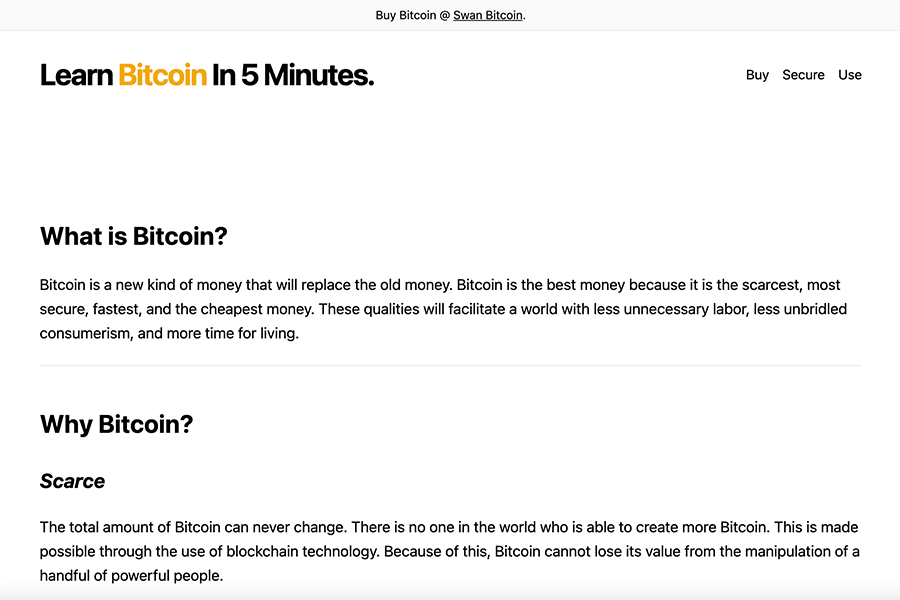 Buy Bitcoin @ Swan Bitcoin.
Learn Bitcoin In 5 Minutes.
Buy Secure Use
What is Bitcoin?
Bitcoin is a new kind of money that will replace the old money. Bitcoin is the best money because it is the scarcest, most
secure, fastest, and the cheapest money. These qualities will facilitate a world with less unnecessary labor, less unbridled
consumerism, and more time for living.
Why Bitcoin?
Scarce
The total amount of Bitcoin can never change. There is no one in the world who is able to create more Bitcoin. This is made
possible through the use of blockchain technology. Because of this, Bitcoin cannot lose its value from the manipulation of a
handful of powerful people.